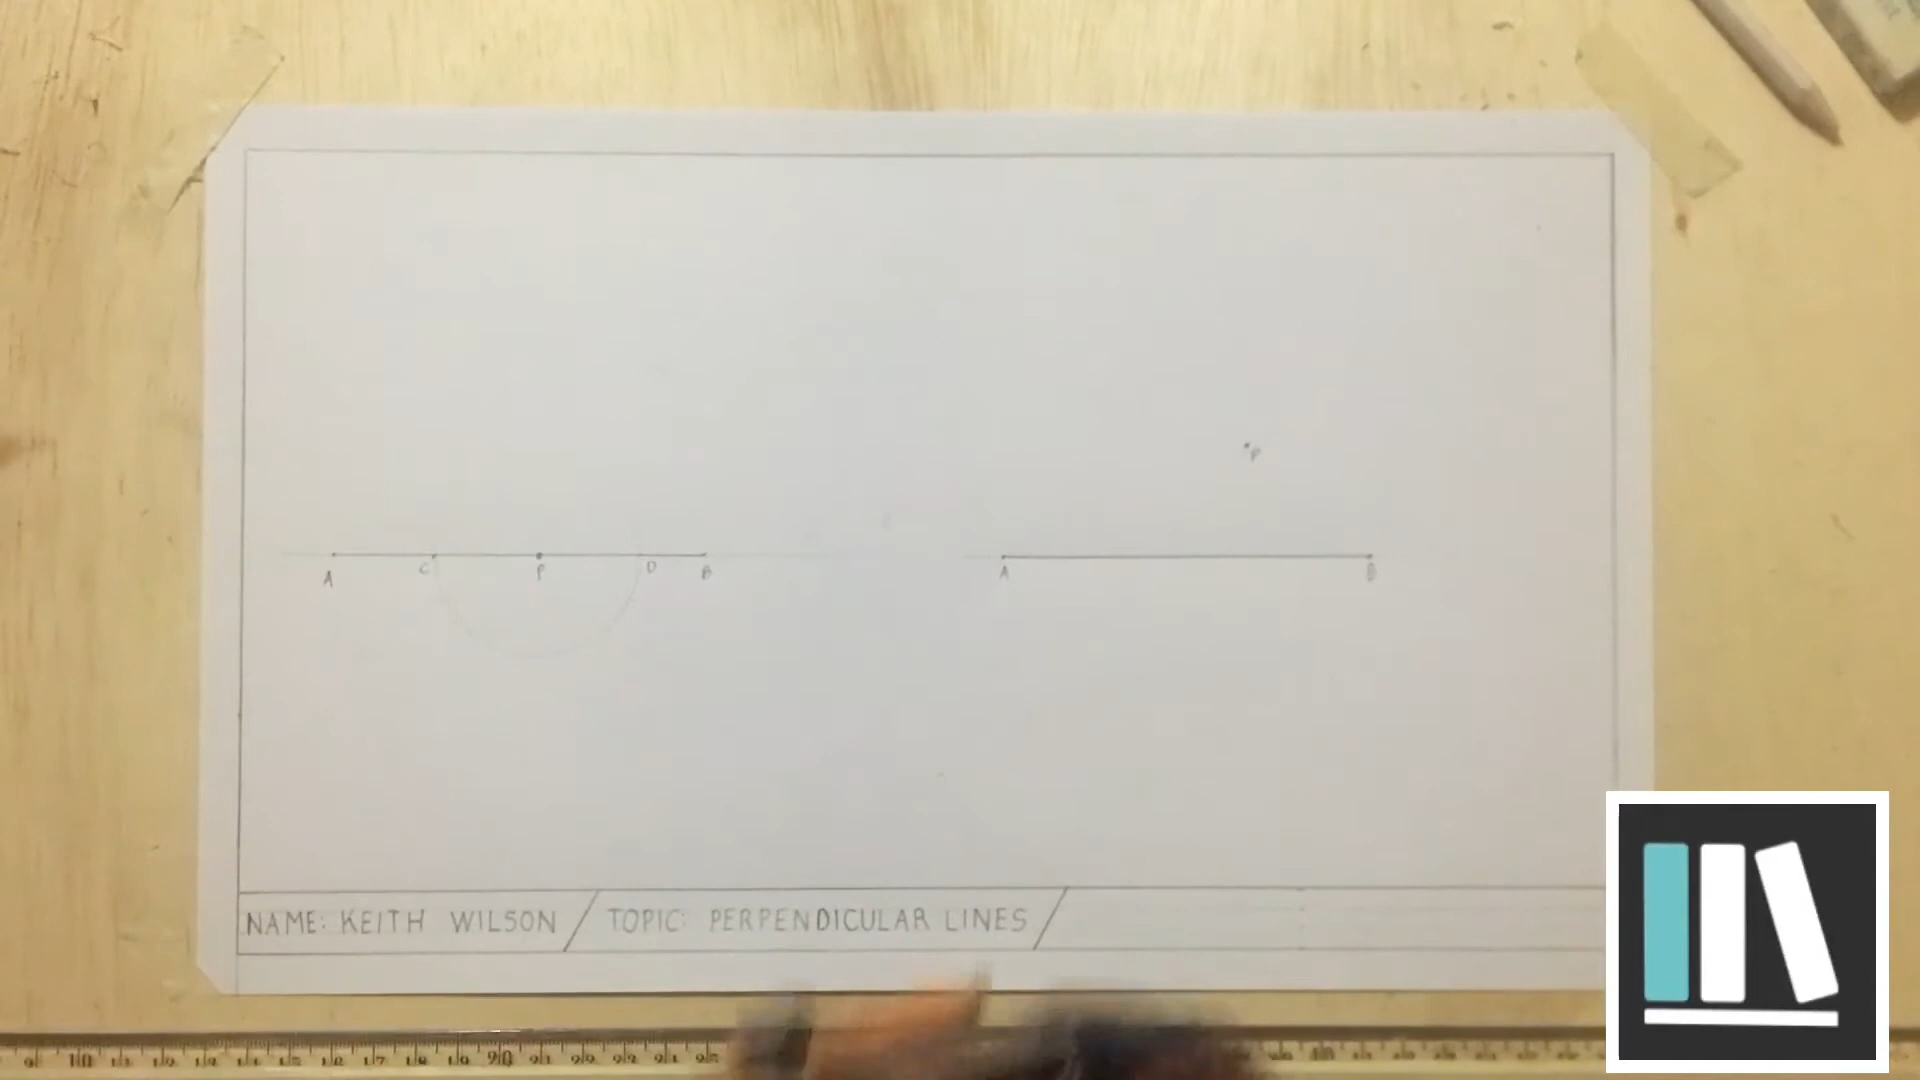 P
A C P D B
A B
NAME: KEITH WILSON / TOPIC: PERPENDICULAR LINES /